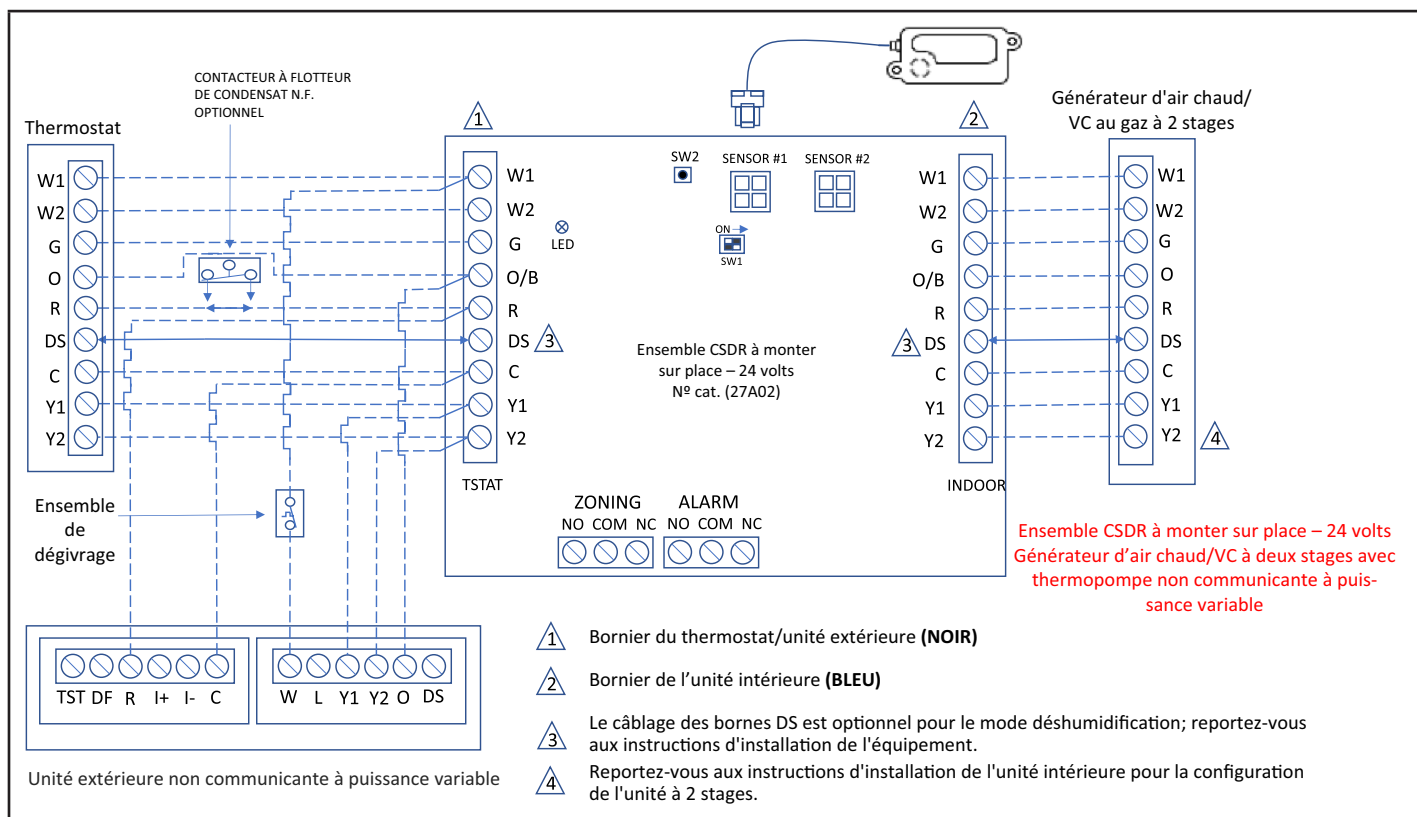 CONTACTEUR À FLOTTEUR
DE CONDENSAT N.F.
OPTIONNEL
Thermostat
W1
W2
G
O
R
DS
C
Y1
Y2
1
W1
W2
G
O/B
R
DS
3
C
Y1
Y2
TSTAT
LED
SW2
SENSOR #1
SENSOR #2
ON
SW1
Ensemble CSDR à monter
sur place – 24 volts
Nº cat. (27A02)
ZONING
NO COM NC
ALARM
NO COM NC
2
W1
W2
G
O/B
R
3
DS
C
Y1
Y2
INDOOR
Générateur d'air chaud/
VC au gaz à 2 stages
W1
W2
G
O
R
DS
C
Y1
Y2
4
Ensemble
de
dégivrage
Ensemble CSDR à monter sur place – 24 volts
Générateur d’air chaud/VC à deux stages avec
thermopompe non communicante à puis-
sance variable
TST DF R I+ I- C
W L Y1 Y2 O DS
Unité extérieure non communicante à puissance variable
1 Bornier du thermostat/unité extérieure (NOIR)
2 Bornier de l’unité intérieure (BLEU)
3 Le câblage des bornes DS est optionnel pour le mode déshumidification; reportez-vous
aux instructions d'installation de l'équipement.
4 Reportez-vous aux instructions d'installation de l'unité intérieure pour la configuration
de l'unité à 2 stages.